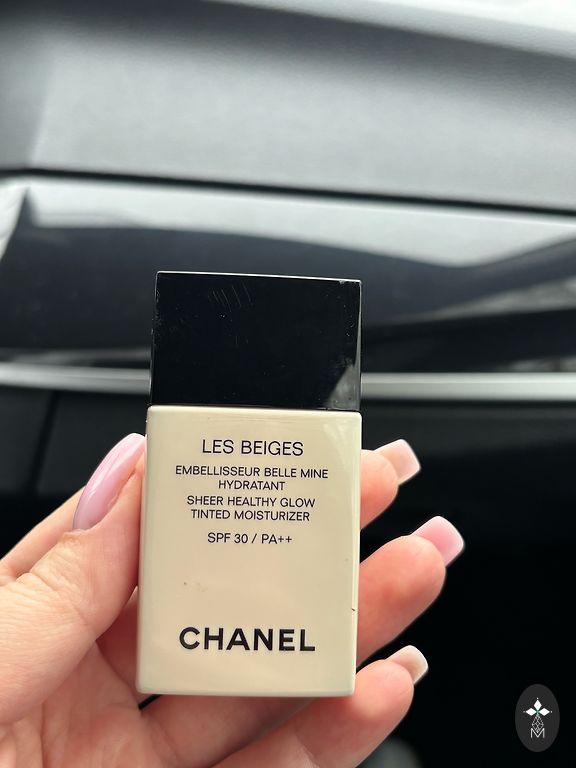 LES BEIGES
EMBELLISSEUR BELLE MINE
HYDRATANT
SHEER HEALTHY GLOW
TINTED MOISTURIZER
SPF 30 / PA++
CHANEL
M